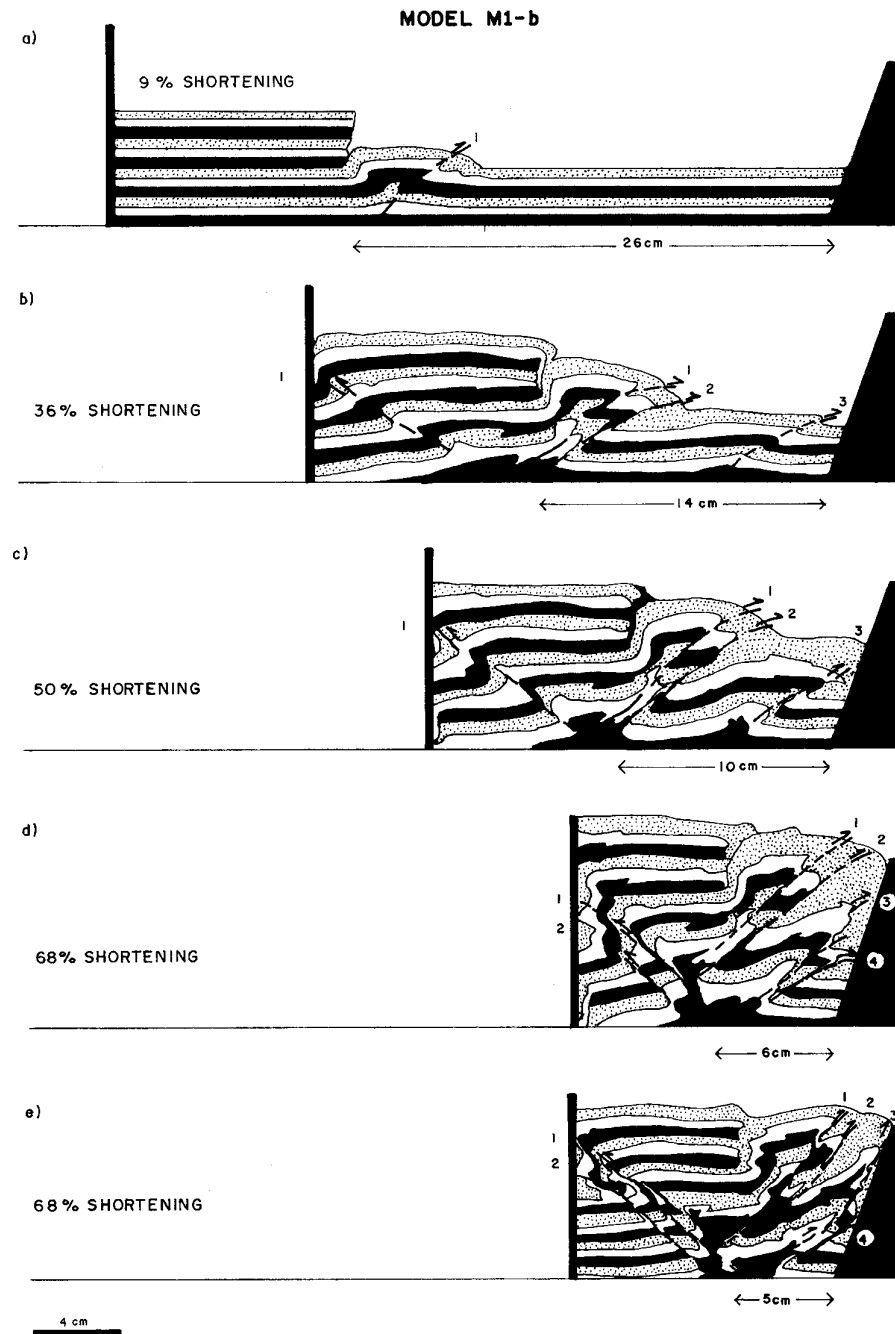 MODEL M1-b
a)
9 % SHORTENING
1
26cm
b)
1
1
2
3
36% SHORTENING
14 cm
c)
1
1
2
3
50% SHORTENING
10cm
d)
1
2
1
2
3
4
68% SHORTENING
6cm
e)
1
2
3
1
2
4
68% SHORTENING
5cm
4 cm